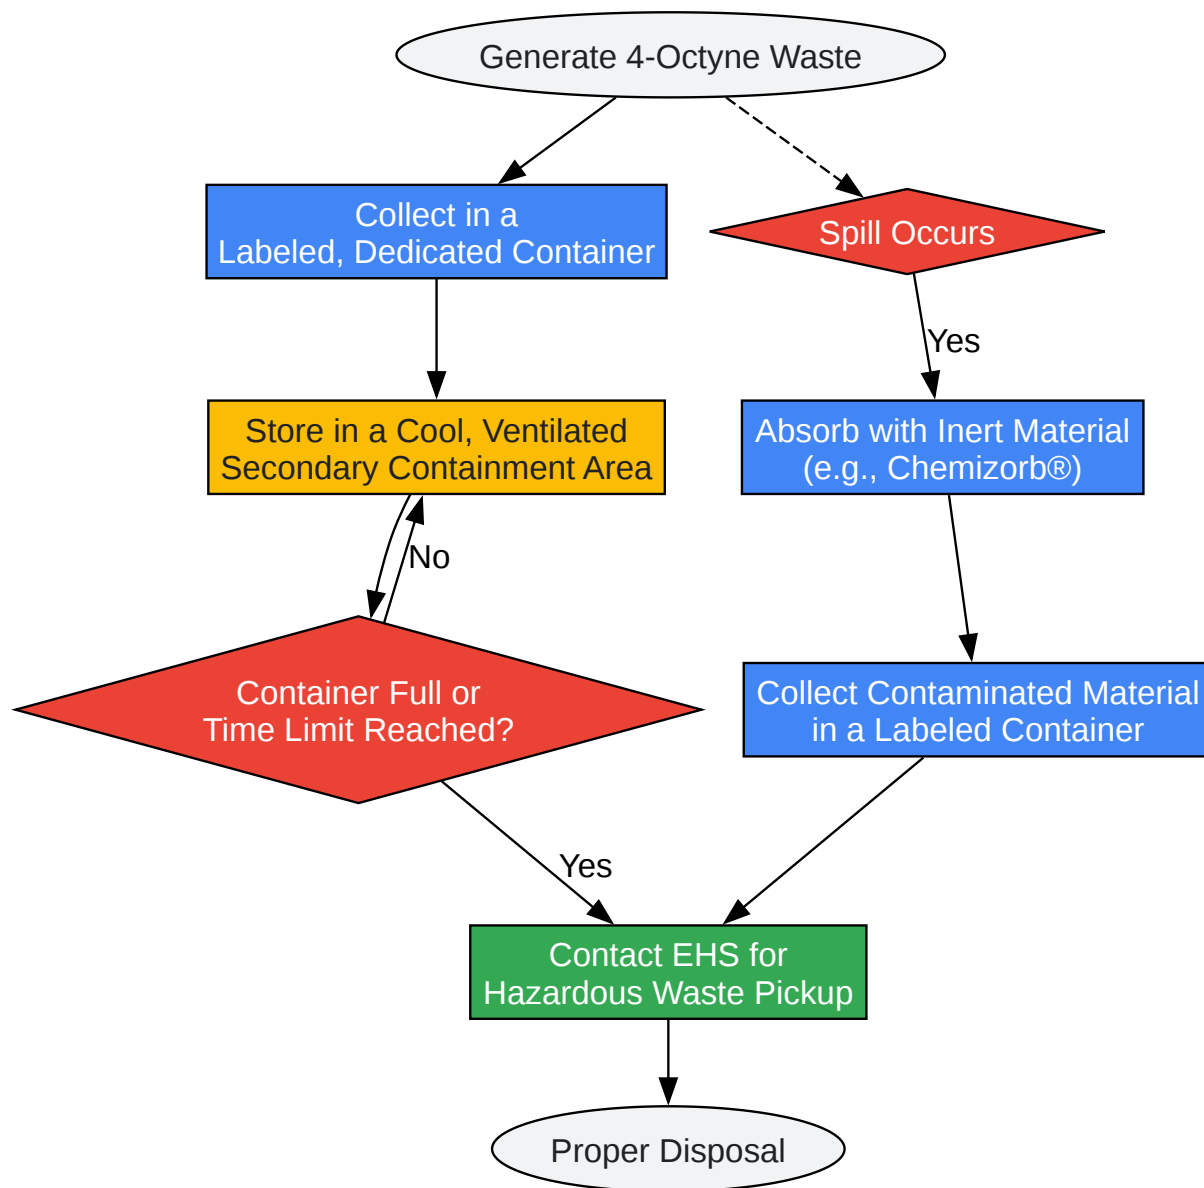 Generate 4-Octyne Waste
Collect in a
Labeled, Dedicated Container
Spill Occurs
Yes
Store in a Cool, Ventilated
Secondary Containment Area
Absorb with Inert Material
(e.g., Chemizorb®)
No
Container Full or
Time Limit Reached?
Collect Contaminated Material
in a Labeled Container
Yes
Contact EHS for
Hazardous Waste Pickup
Proper Disposal